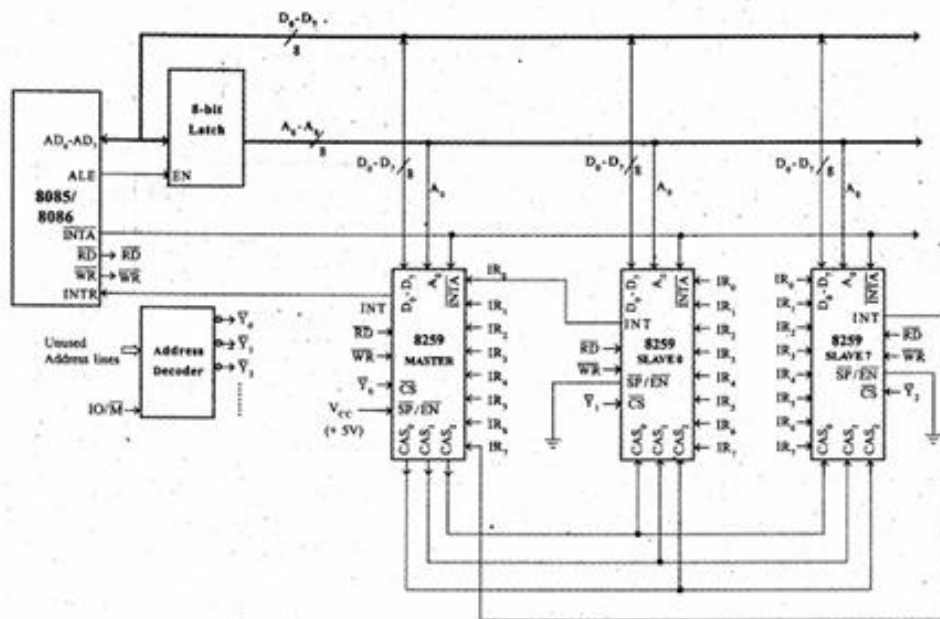 D₀-D₇
8
8-bit
Latch
AD₀-AD₇
A₀-A₇
8
ALE
EN
D₀-D₇
8
A₀
D₀-D₇
8
A₀
D₀-D₇
8
A₀
8085/
8086
INTA
RD
RD
WR
WR
INTR
INT
D₀-D₇
A₀
INTA
IR₀
IR₁
IR₂
IR₃
IR₄
IR₅
IR₆
IR₇
8259
MASTER
RD
WR
Y₀
CS
V_CC
(+ 5V)
SP/EN
CAS₀
CAS₁
CAS₂
Unused
Address lines
Address
Decoder
Y₀
Y₁
Y₂
IO/M
D₀-D₇
INTA
INT
8259
SLAVE 0
RD
WR
SP/EN
Y₁
CS
CAS₀
CAS₁
CAS₂
IR₀
IR₁
IR₂
IR₃
IR₄
IR₅
IR₆
IR₇
IR₀
IR₁
IR₂
IR₃
IR₄
IR₅
IR₆
IR₇
D₀-D₇
A₀
INTA
INT
8259
SLAVE 7
RD
WR
SP/EN
CS
Y₂
CAS₀
CAS₁
CAS₂